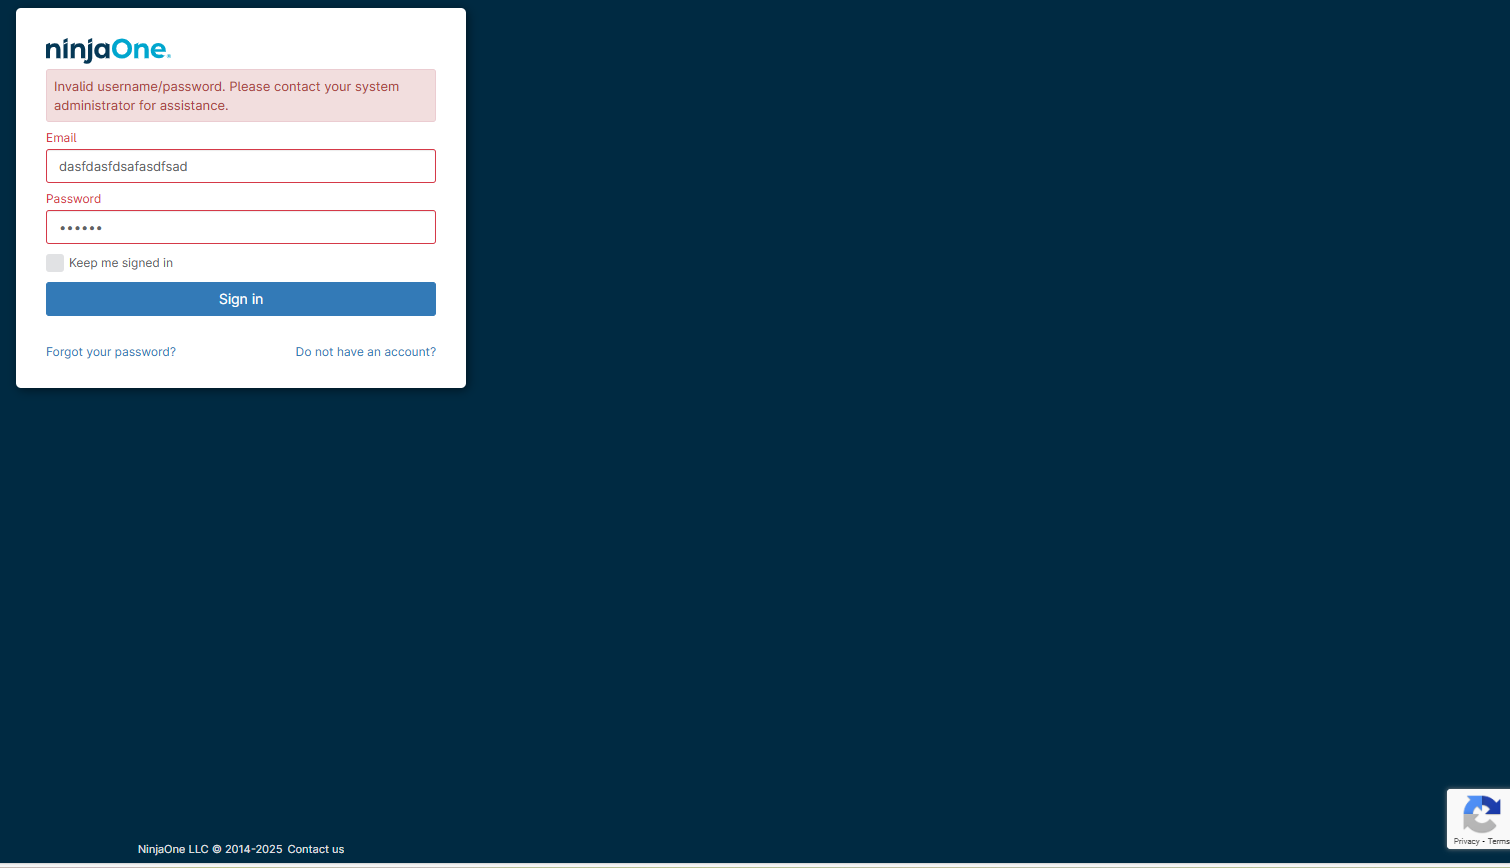 ninjaOne.
Invalid username/password. Please contact your system
administrator for assistance.
Email
dasfdasfdsafasdfsad
Password
••••••
Keep me signed in
Sign in
Forgot your password? Do not have an account?
Privacy - Terms
NinjaOne LLC © 2014-2025 Contact us